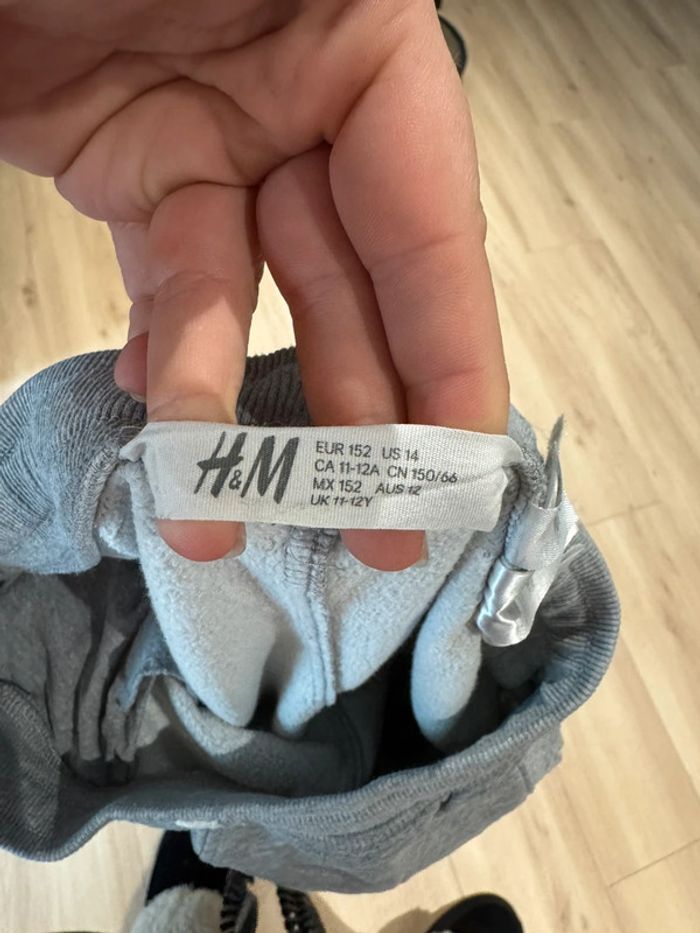 H&M
EUR 152 US 14
CA 11-12A CN 150/66
MX 152 AUS 12
UK 11-12Y